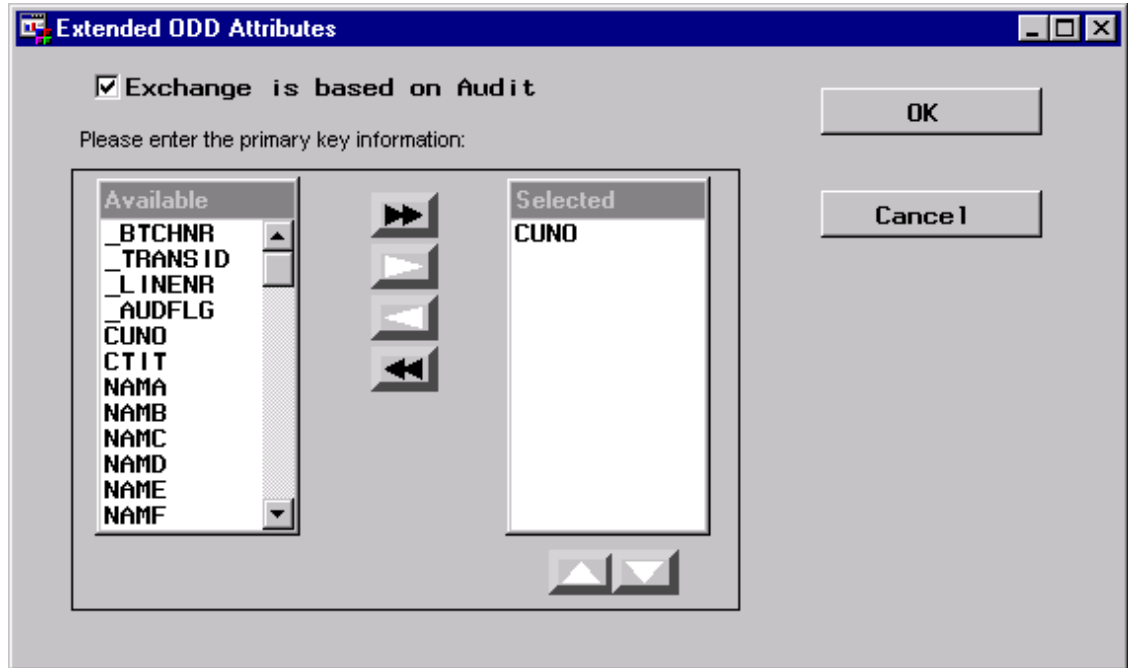 Extended ODD Attributes
Exchange is based on Audit
OK
Please enter the primary key information:
Available
Selected
Cancel
_BTCHNR
CUNO
_TRANSID
_LINENR
_AUDFLG
CUNO
CTIT
NAMA
NAMB
NAMC
NAMD
NAME
NAMF